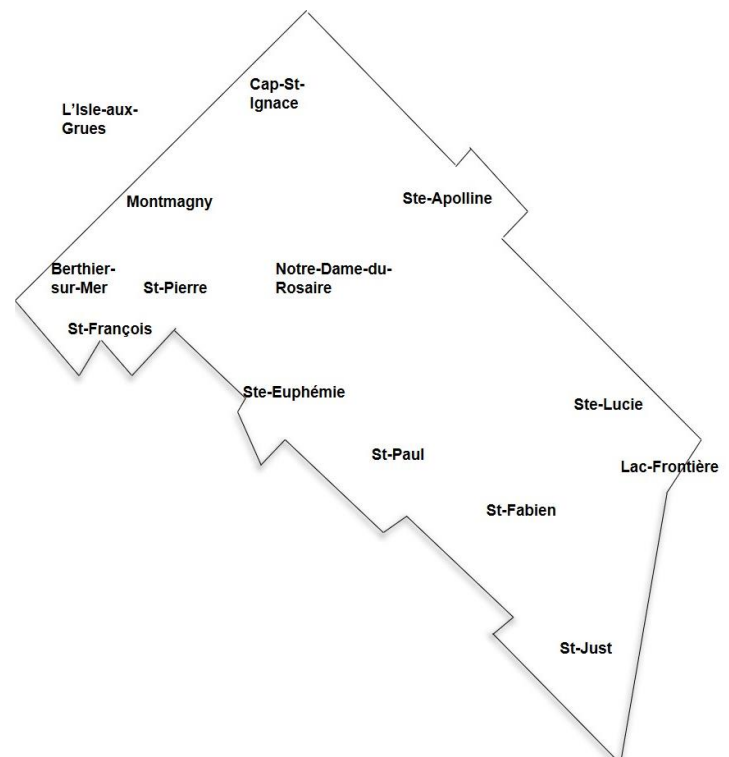 Cap-St-
Ignace
L'Isle-aux-
Grues
Montmagny
Ste-Apolline
Berthier-
sur-Mer
St-Pierre
Notre-Dame-du-
Rosaire
St-François
Ste-Euphémie
Ste-Lucie
St-Paul
Lac-Frontière
St-Fabien
St-Just